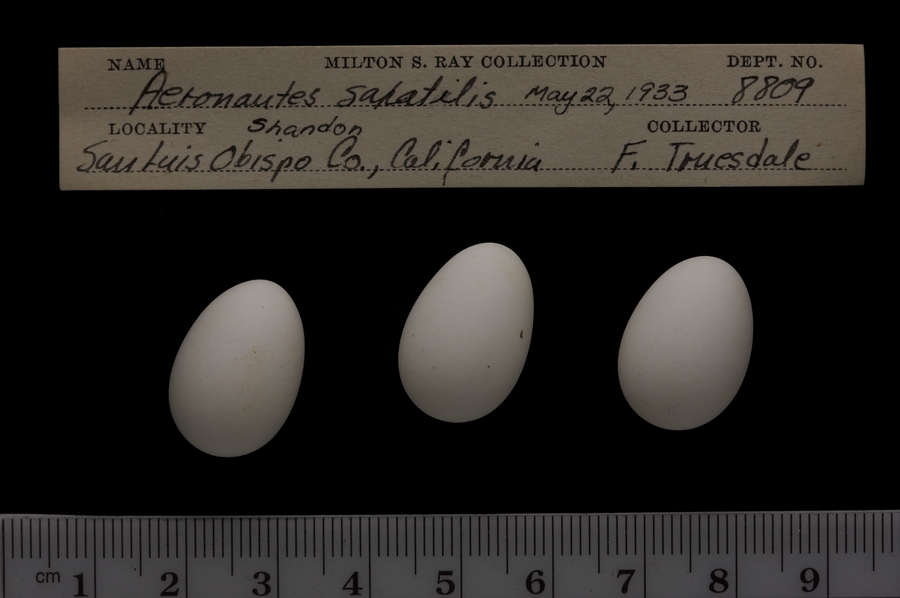 NAME MILTON S. RAY COLLECTION DEPT. NO.
Aeronautes saxatilis May 22, 1933 8809
LOCALITY Shandon COLLECTOR
San Luis Obispo Co., California F. Truesdale
cm 1 2 3 4 5 6 7 8 9